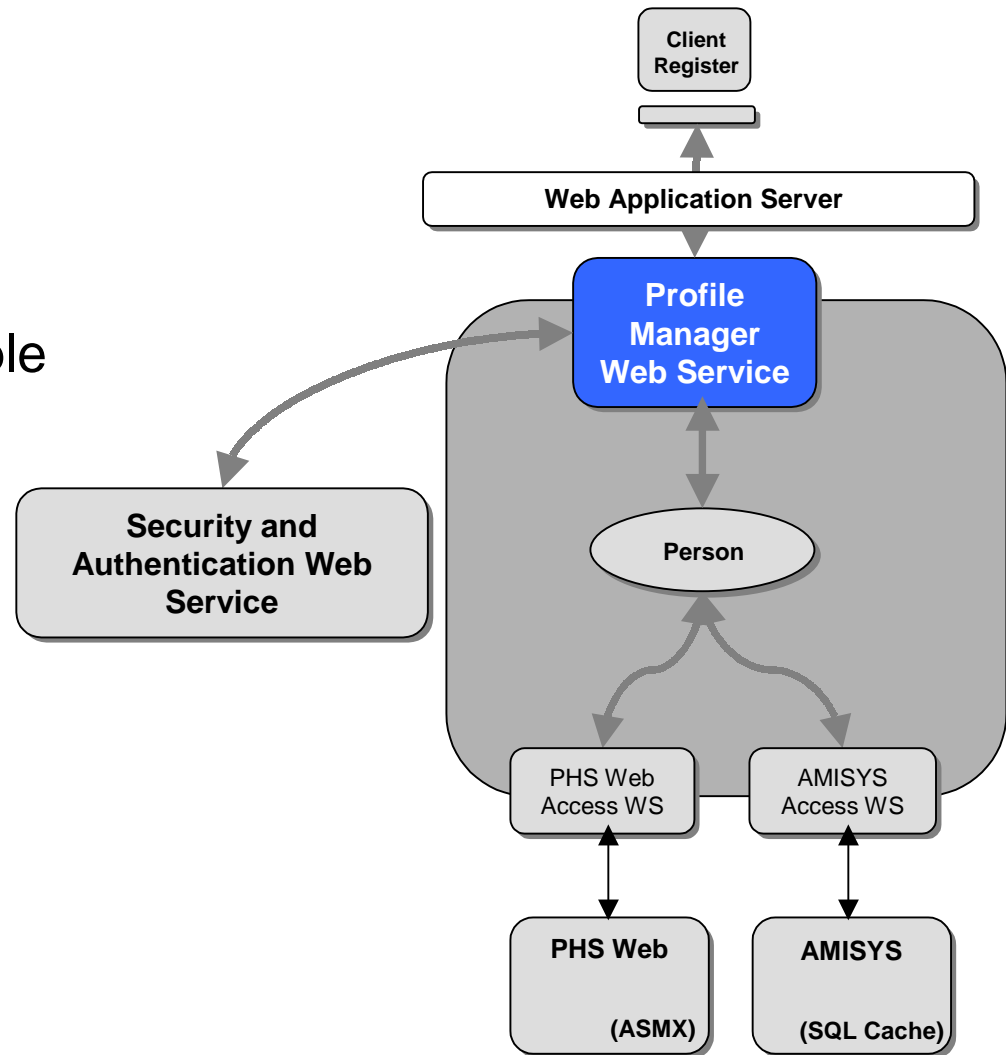 Client
Register
Web Application Server
Profile
Manager
Web Service
Security and
Authentication Web
Service
Person
PHS Web
Access WS
AMISYS
Access WS
PHS Web
(ASMX)
AMISYS
(SQL Cache)